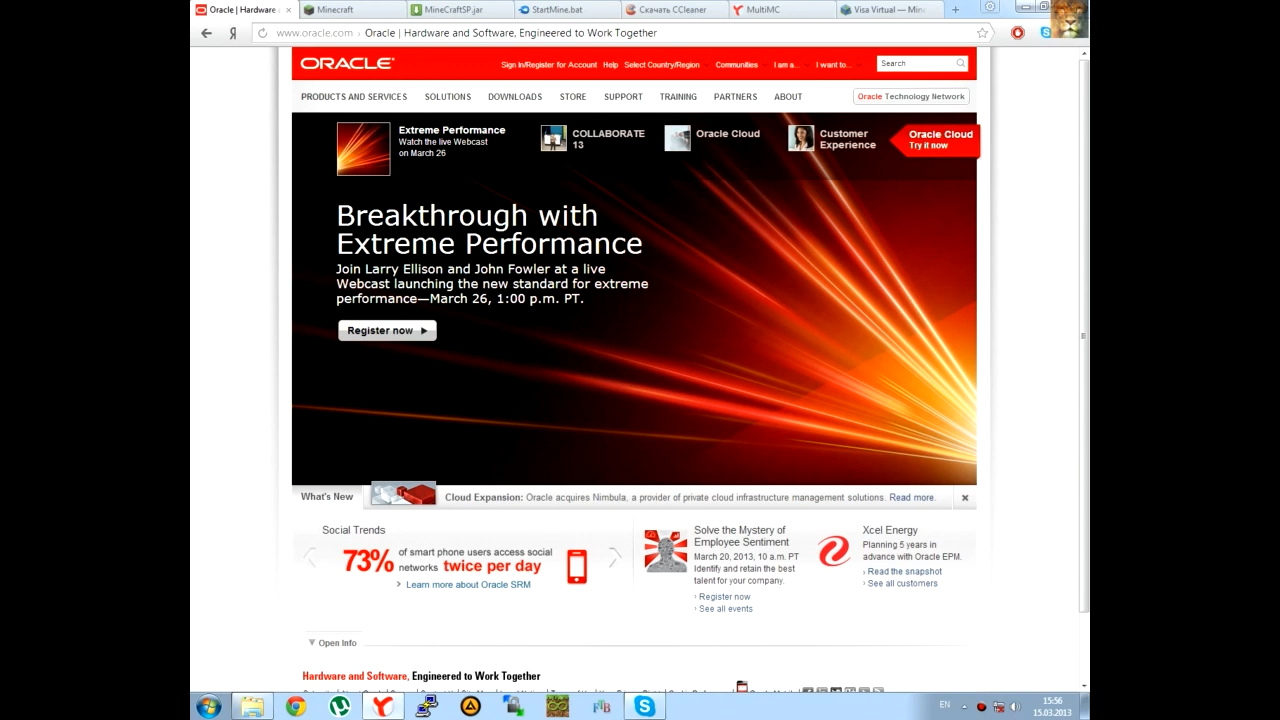 Oracle | Hardware
Minecraft
MineCraftSP.jar
StartMine.bat
Скачать CCleaner
MultiMC
Visa Virtual — Mine
Я
www.oracle.com › Oracle | Hardware and Software, Engineered to Work Together
ORACLE
Sign In/Register for Account
Help
Select Country/Region
Communities
I am a...
I want to...
Search
PRODUCTS AND SERVICES
SOLUTIONS
DOWNLOADS
STORE
SUPPORT
TRAINING
PARTNERS
ABOUT
Oracle Technology Network
Extreme Performance
Watch the live Webcast
on March 26
COLLABORATE
13
Oracle Cloud
Customer
Experience
Oracle Cloud
Try it now
Breakthrough with
Extreme Performance
Join Larry Ellison and John Fowler at a live
Webcast launching the new standard for extreme
performance—March 26, 1:00 p.m. PT.
Register now
What's New
Cloud Expansion: Oracle acquires Nimbula, a provider of private cloud infrastructure management solutions. Read more.
Social Trends
73%
of smart phone users access social
networks twice per day
Learn more about Oracle SRM
Solve the Mystery of
Employee Sentiment
March 20, 2013, 10 a.m. PT
Identify and retain the best
talent for your company.
Register now
See all events
Xcel Energy
Planning 5 years in
advance with Oracle EPM.
Read the snapshot
See all customers
Open Info
Hardware and Software, Engineered to Work Together
EN
15:56
15.03.2013